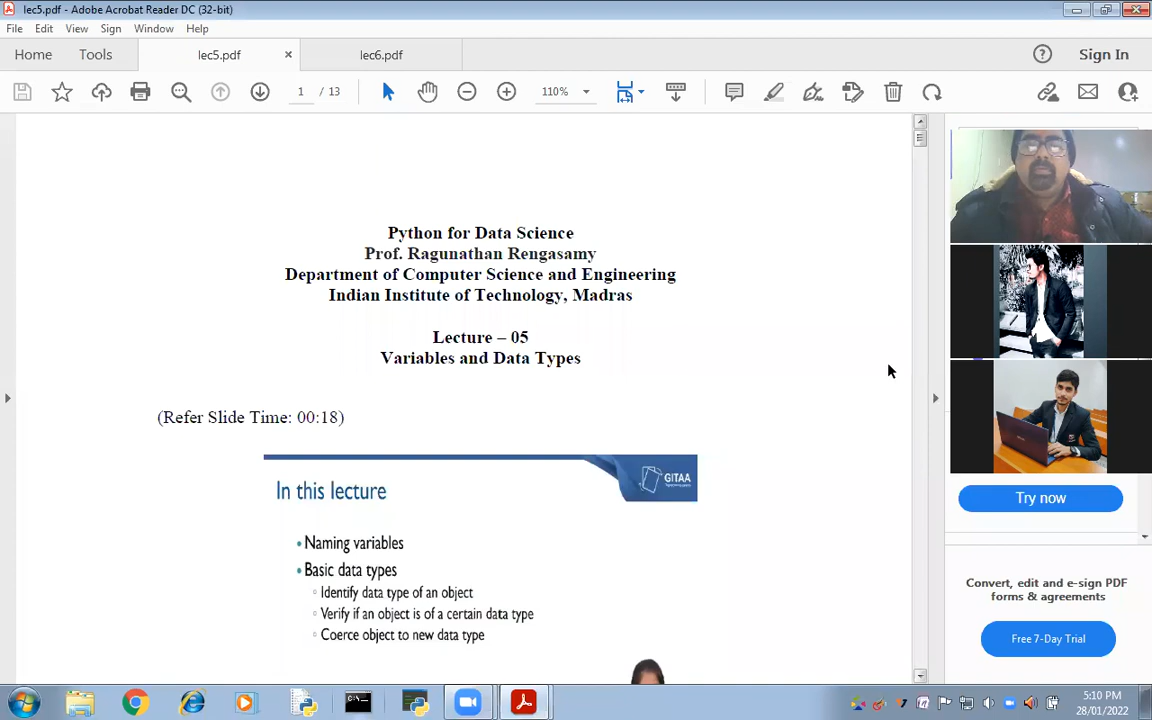 lec5.pdf - Adobe Acrobat Reader DC (32-bit)
File Edit View Sign Window Help
Home Tools lec5.pdf × lec6.pdf Sign In
1 / 13 110%
Python for Data Science
Prof. Ragunathan Rengasamy
Department of Computer Science and Engineering
Indian Institute of Technology, Madras
Lecture – 05
Variables and Data Types
(Refer Slide Time: 00:18)
GITAA
In this lecture
•Naming variables
•Basic data types
Identify data type of an object
Verify if an object is of a certain data type
Coerce object to new data type
Try now
Convert, edit and e-sign PDF
forms & agreements
Free 7-Day Trial
5:10 PM
28/01/2022